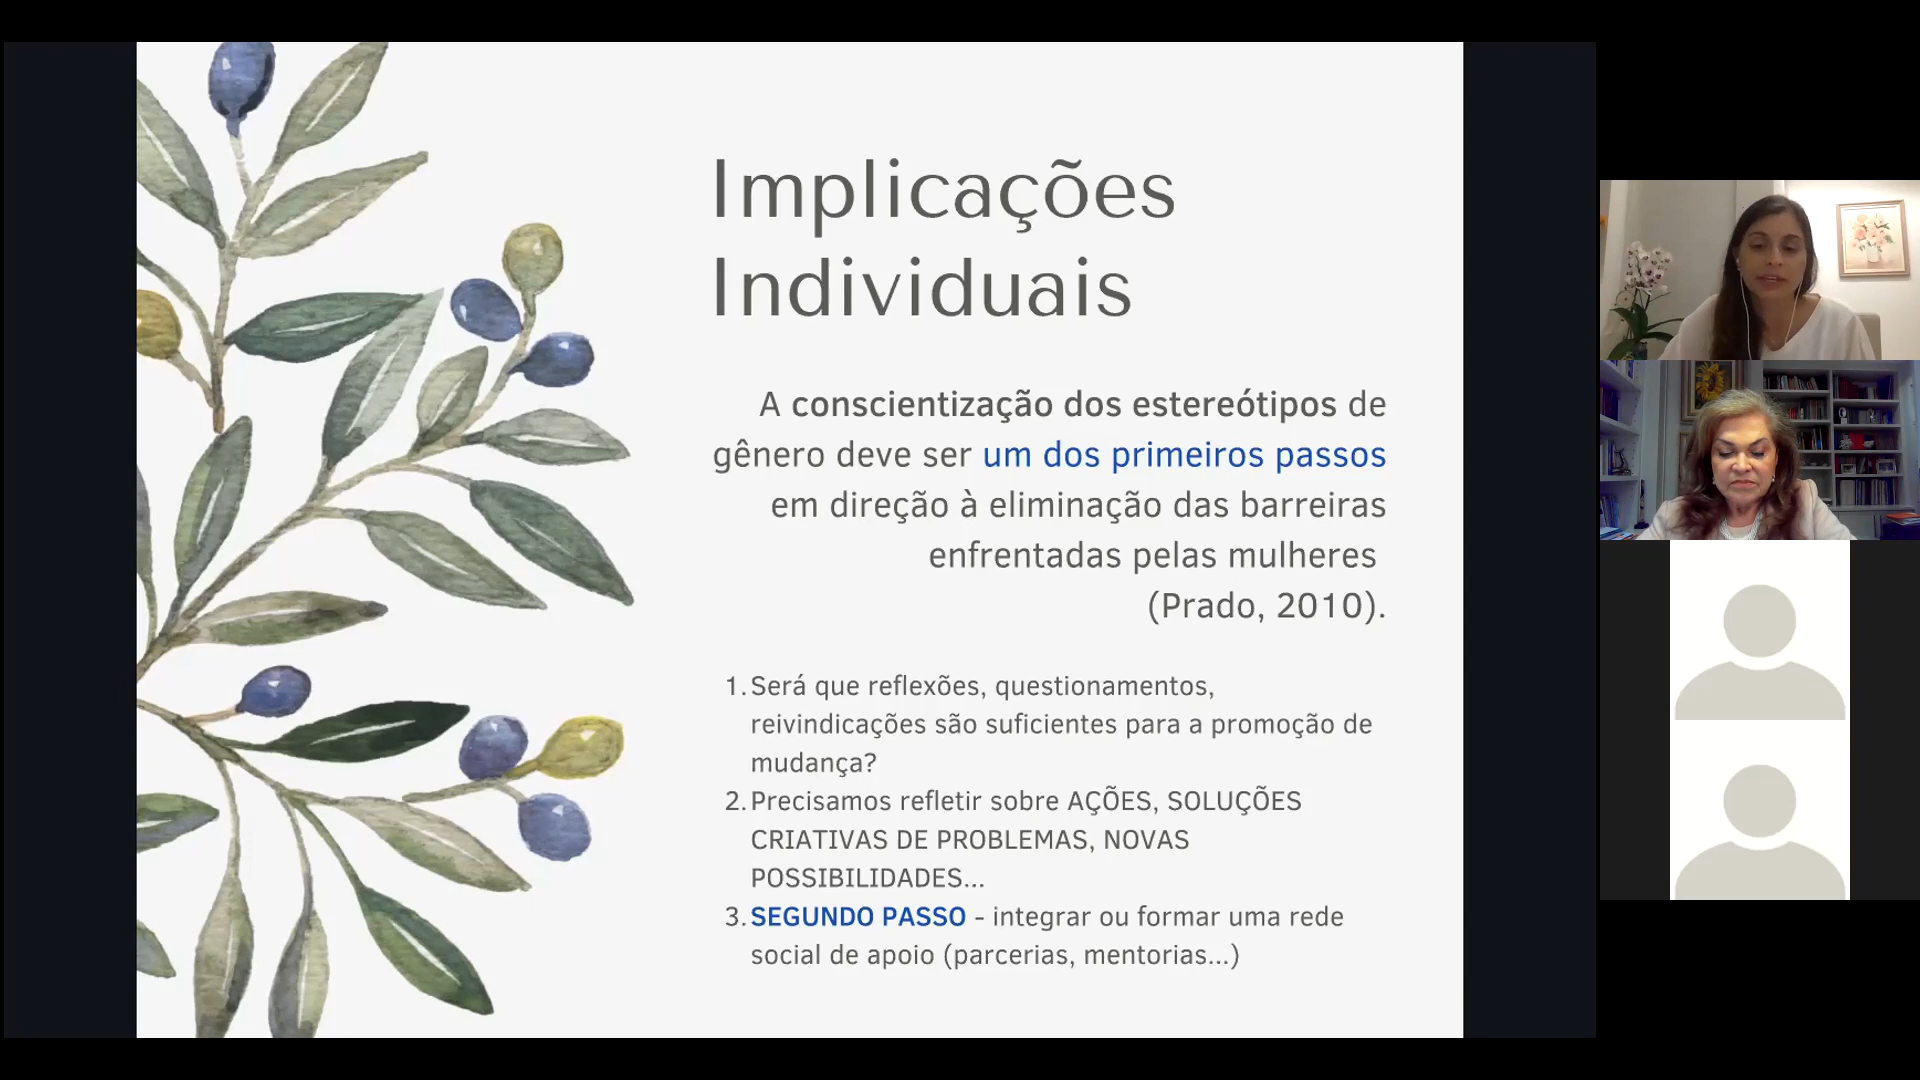 Implicações
Individuais
A conscientização dos estereótipos de
gênero deve ser um dos primeiros passos
em direção à eliminação das barreiras
enfrentadas pelas mulheres
(Prado, 2010).
1. Será que reflexões, questionamentos,
reivindicações são suficientes para a promoção de
mudança?
2. Precisamos refletir sobre AÇÕES, SOLUÇÕES
CRIATIVAS DE PROBLEMAS, NOVAS
POSSIBILIDADES...
3. SEGUNDO PASSO - integrar ou formar uma rede
social de apoio (parcerias, mentorias...)